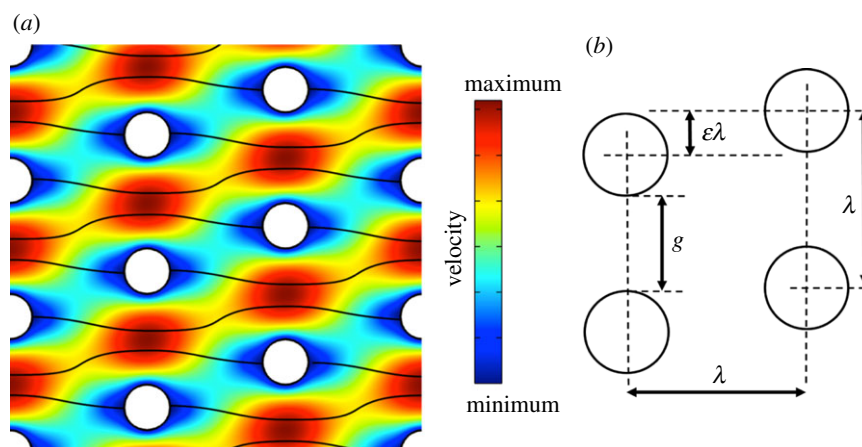 (a)
(b)
maximum
velocity
minimum
ελ
g
λ
λ